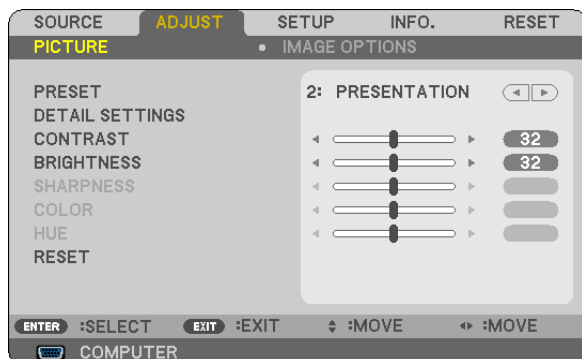 SOURCE ADJUST SETUP INFO. RESET
PICTURE • IMAGE OPTIONS
PRESET 2: PRESENTATION
DETAIL SETTINGS
CONTRAST 32
BRIGHTNESS 32
SHARPNESS
COLOR
HUE
RESET
ENTER :SELECT EXIT :EXIT :MOVE :MOVE
COMPUTER